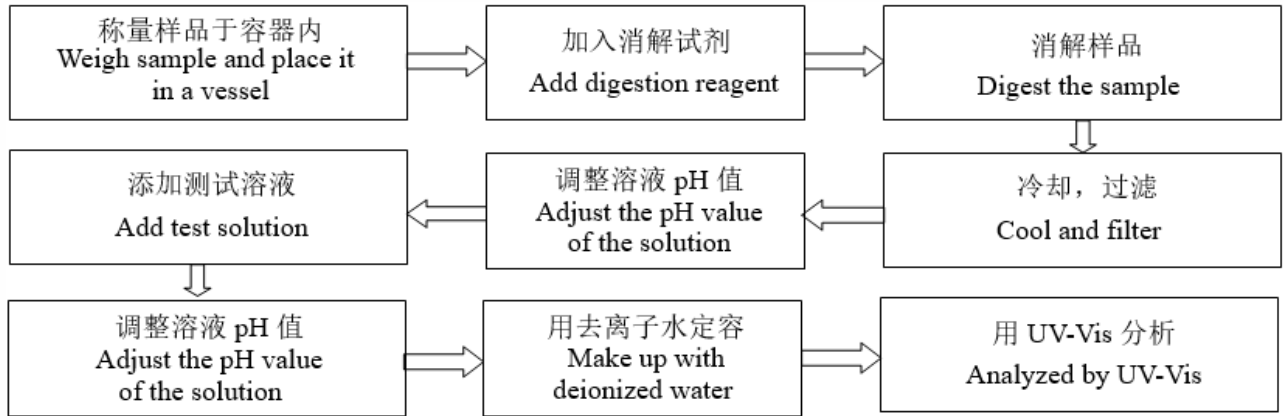 称量样品于容器内
Weigh sample and place it
in a vessel
加入消解试剂
Add digestion reagent
消解样品
Digest the sample
冷却，过滤
Cool and filter
调整溶液 pH 值
Adjust the pH value
of the solution
添加测试溶液
Add test solution
调整溶液 pH 值
Adjust the pH value
of the solution
用去离子水定容
Make up with
deionized water
用 UV-Vis 分析
Analyzed by UV-Vis